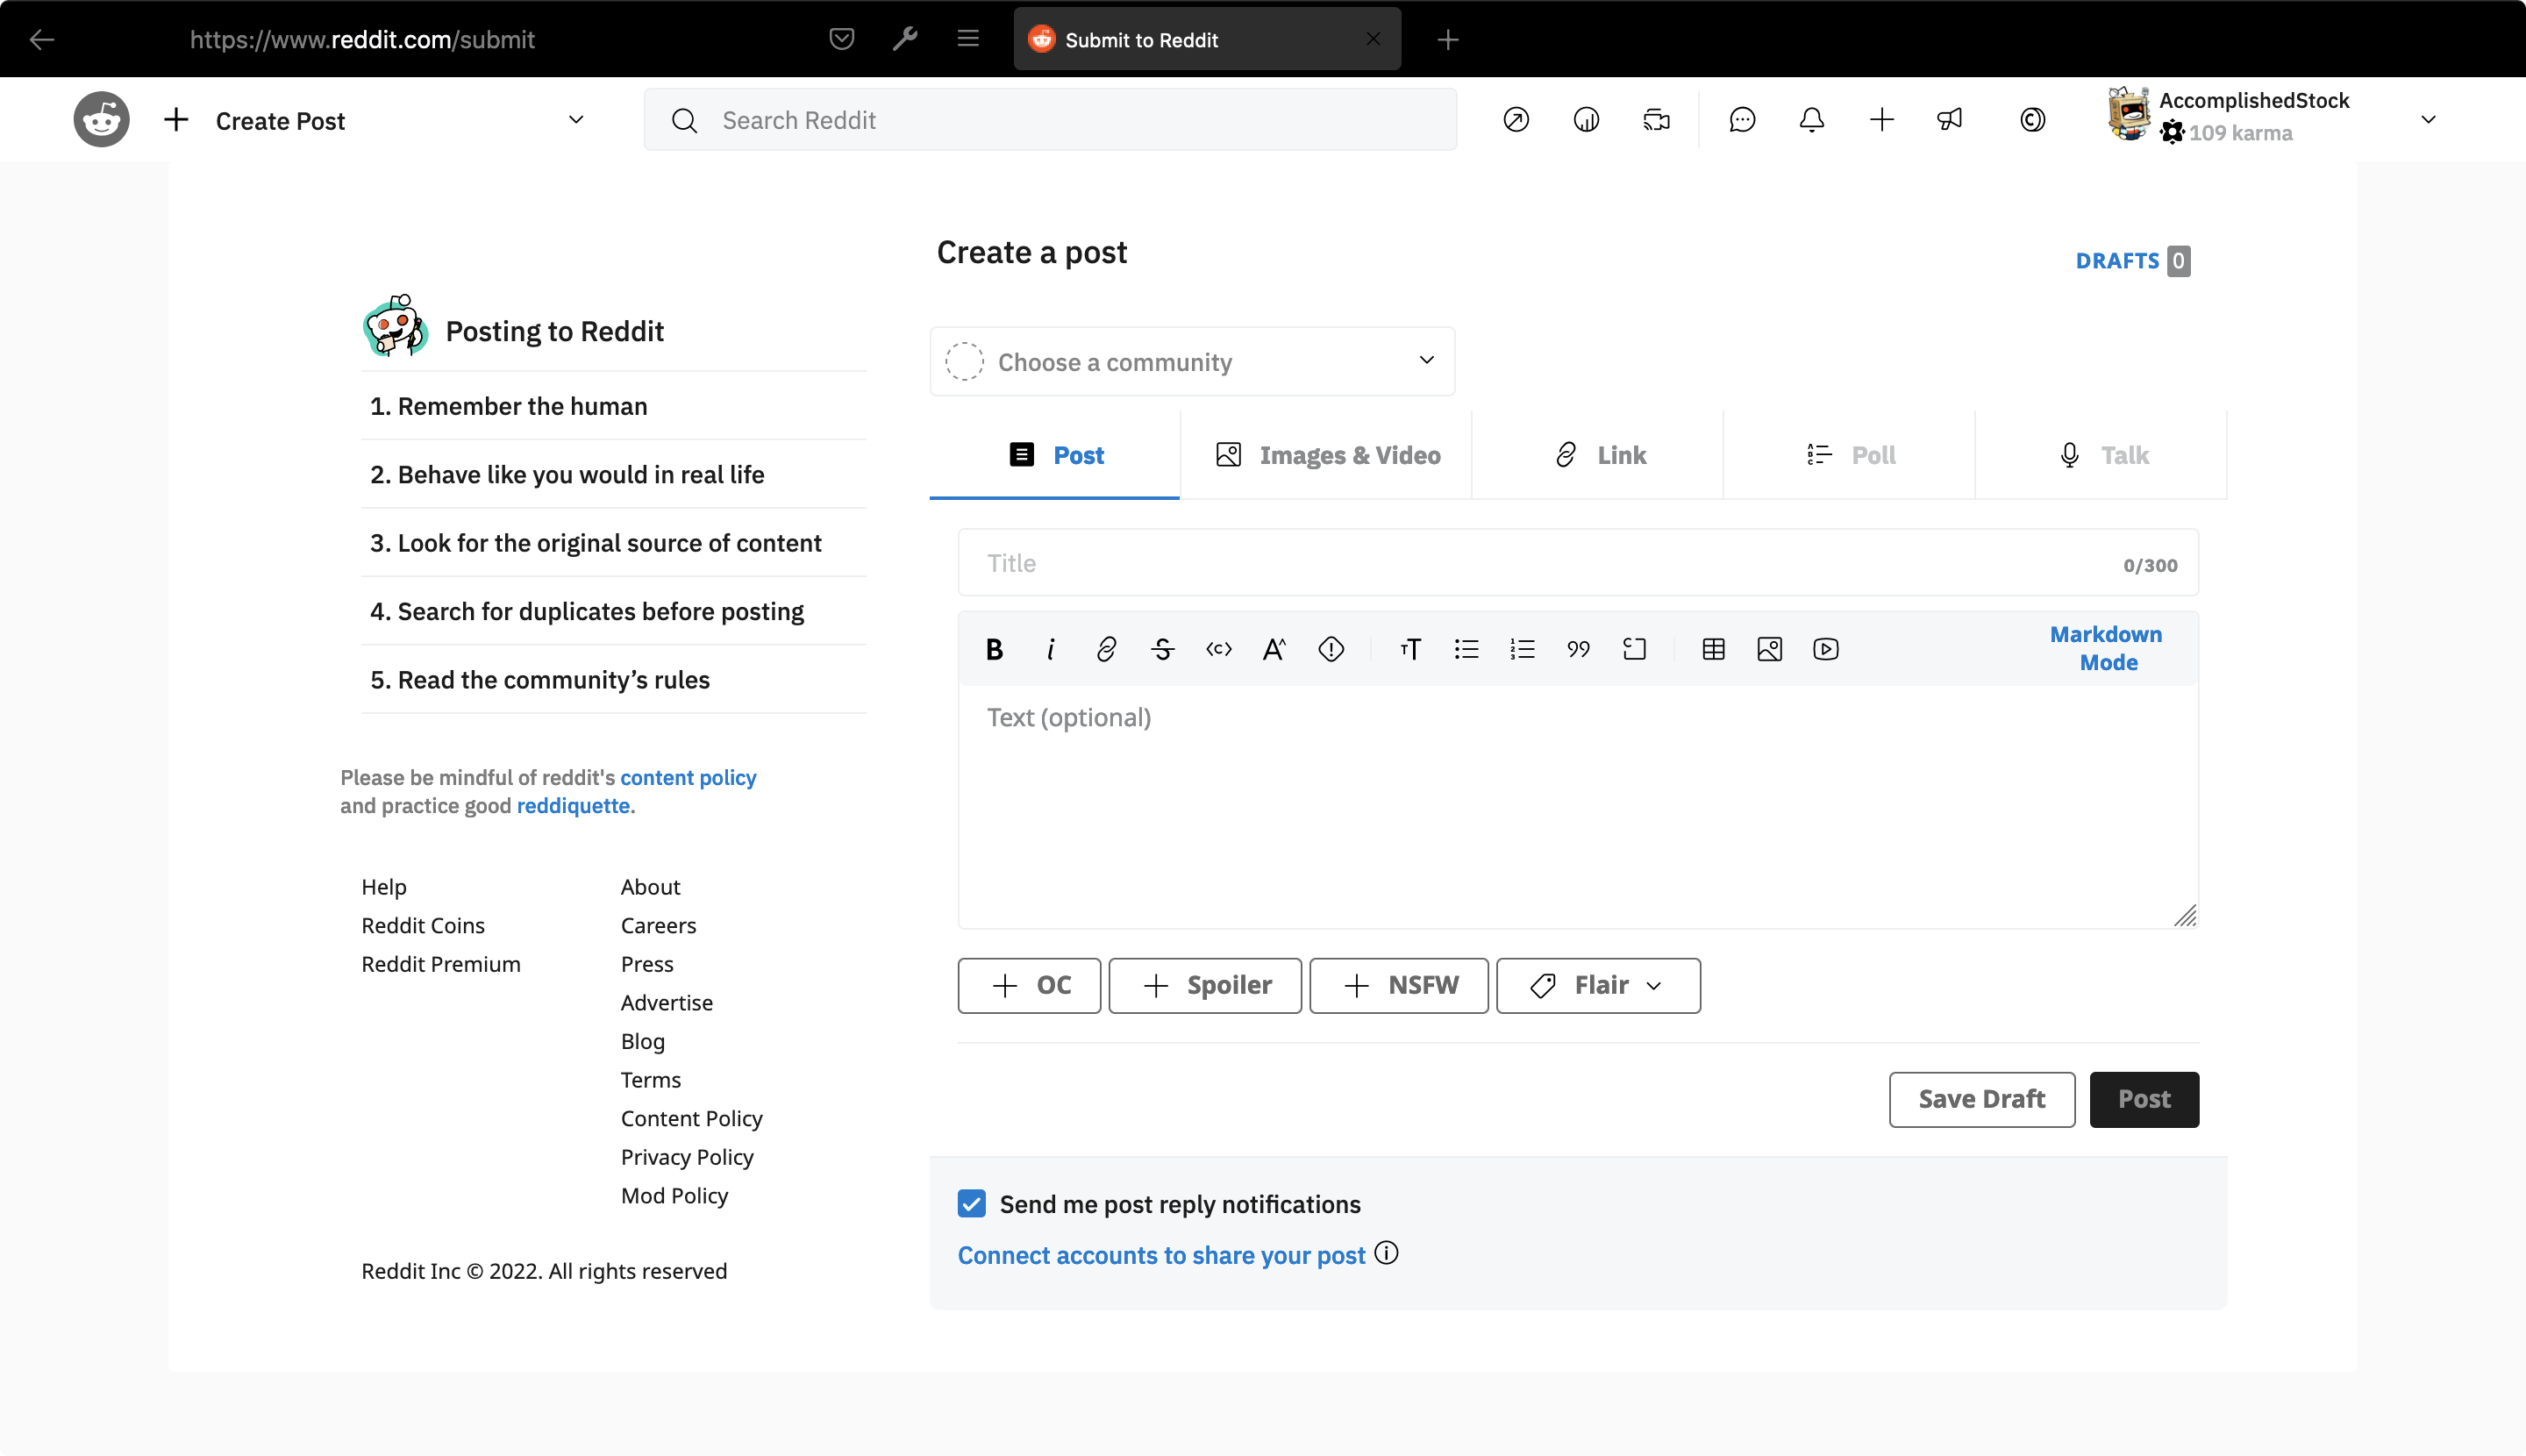 https://www.reddit.com/submit
Submit to Reddit
Create Post
Search Reddit
AccomplishedStock
109 karma
Create a post
DRAFTS 0
Posting to Reddit
1. Remember the human
2. Behave like you would in real life
3. Look for the original source of content
4. Search for duplicates before posting
5. Read the community’s rules
Please be mindful of reddit's content policy
and practice good reddiquette.
Help
Reddit Coins
Reddit Premium
About
Careers
Press
Advertise
Blog
Terms
Content Policy
Privacy Policy
Mod Policy
Reddit Inc © 2022. All rights reserved
Choose a community
Post
Images & Video
Link
Poll
Talk
Title
0/300
Markdown
Mode
Text (optional)
OC
Spoiler
NSFW
Flair
Save Draft
Post
Send me post reply notifications
Connect accounts to share your post